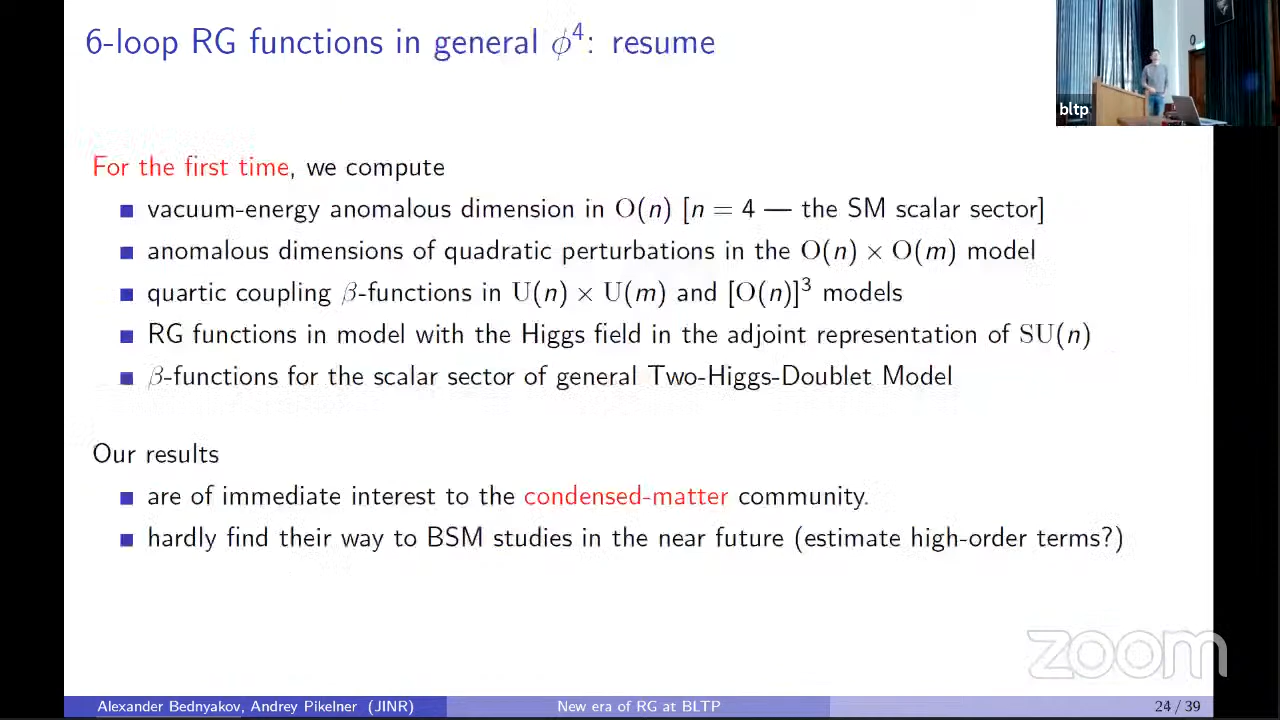 6-loop RG functions in general ϕ⁴: resume
bltp
For the first time, we compute
■ vacuum-energy anomalous dimension in O(n) [n = 4 — the SM scalar sector]
■ anomalous dimensions of quadratic perturbations in the O(n) × O(m) model
■ quartic coupling β-functions in U(n) × U(m) and [O(n)]³ models
■ RG functions in model with the Higgs field in the adjoint representation of SU(n)
■ β-functions for the scalar sector of general Two-Higgs-Doublet Model
Our results
■ are of immediate interest to the condensed-matter community.
■ hardly find their way to BSM studies in the near future (estimate high-order terms?)
zoom
Alexander Bednyakov, Andrey Pikelner (JINR) New era of RG at BLTP 24 / 39